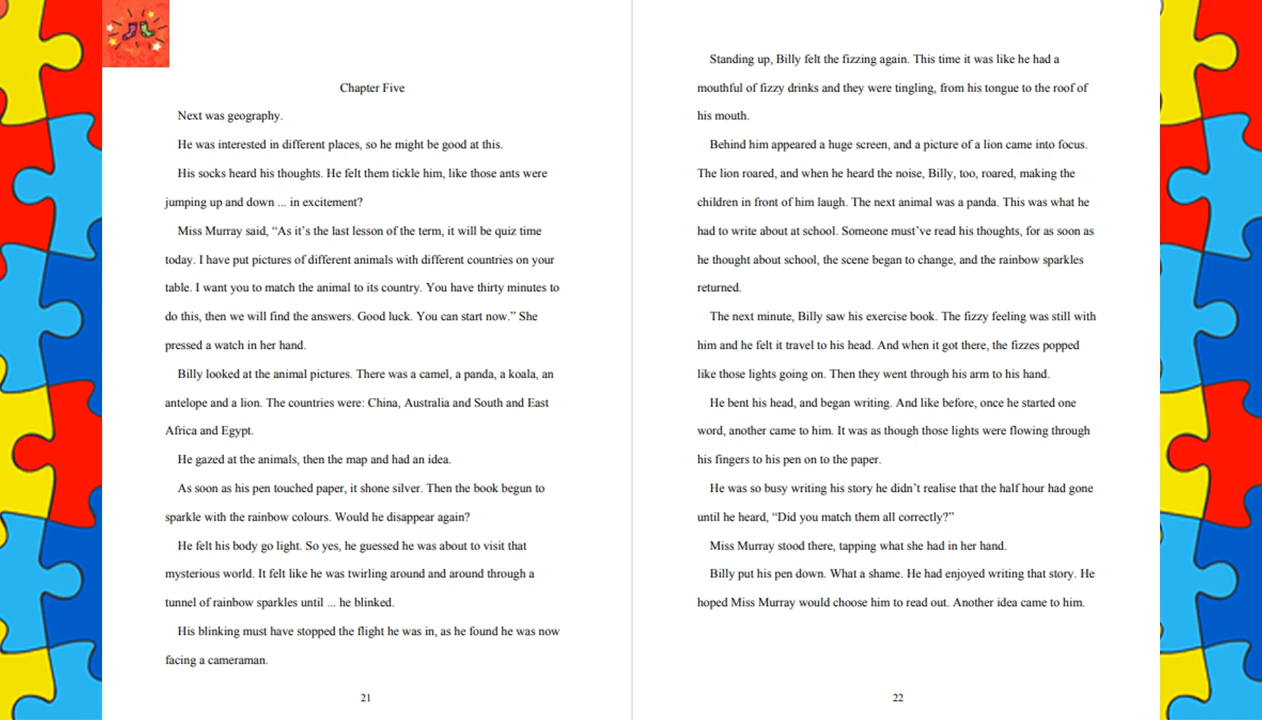 Chapter Five
Next was geography.
He was interested in different places, so he might be good at this.
His socks heard his thoughts. He felt them tickle him, like those ants were
jumping up and down ... in excitement?
Miss Murray said, “As it’s the last lesson of the term, it will be quiz time
today. I have put pictures of different animals with different countries on your
table. I want you to match the animal to its country. You have thirty minutes to
do this, then we will find the answers. Good luck. You can start now.” She
pressed a watch in her hand.
Billy looked at the animal pictures. There was a camel, a panda, a koala, an
antelope and a lion. The countries were: China, Australia and South and East
Africa and Egypt.
He gazed at the animals, then the map and had an idea.
As soon as his pen touched paper, it shone silver. Then the book begun to
sparkle with the rainbow colours. Would he disappear again?
He felt his body go light. So yes, he guessed he was about to visit that
mysterious world. It felt like he was twirling around and around through a
tunnel of rainbow sparkles until ... he blinked.
His blinking must have stopped the flight he was in, as he found he was now
facing a cameraman.
21
Standing up, Billy felt the fizzing again. This time it was like he had a
mouthful of fizzy drinks and they were tingling, from his tongue to the roof of
his mouth.
Behind him appeared a huge screen, and a picture of a lion came into focus.
The lion roared, and when he heard the noise, Billy, too, roared, making the
children in front of him laugh. The next animal was a panda. This was what he
had to write about at school. Someone must’ve read his thoughts, for as soon as
he thought about school, the scene began to change, and the rainbow sparkles
returned.
The next minute, Billy saw his exercise book. The fizzy feeling was still with
him and he felt it travel to his head. And when it got there, the fizzes popped
like those lights going on. Then they went through his arm to his hand.
He bent his head, and began writing. And like before, once he started one
word, another came to him. It was as though those lights were flowing through
his fingers to his pen on to the paper.
He was so busy writing his story he didn’t realise that the half hour had gone
until he heard, “Did you match them all correctly?”
Miss Murray stood there, tapping what she had in her hand.
Billy put his pen down. What a shame. He had enjoyed writing that story. He
hoped Miss Murray would choose him to read out. Another idea came to him.
22